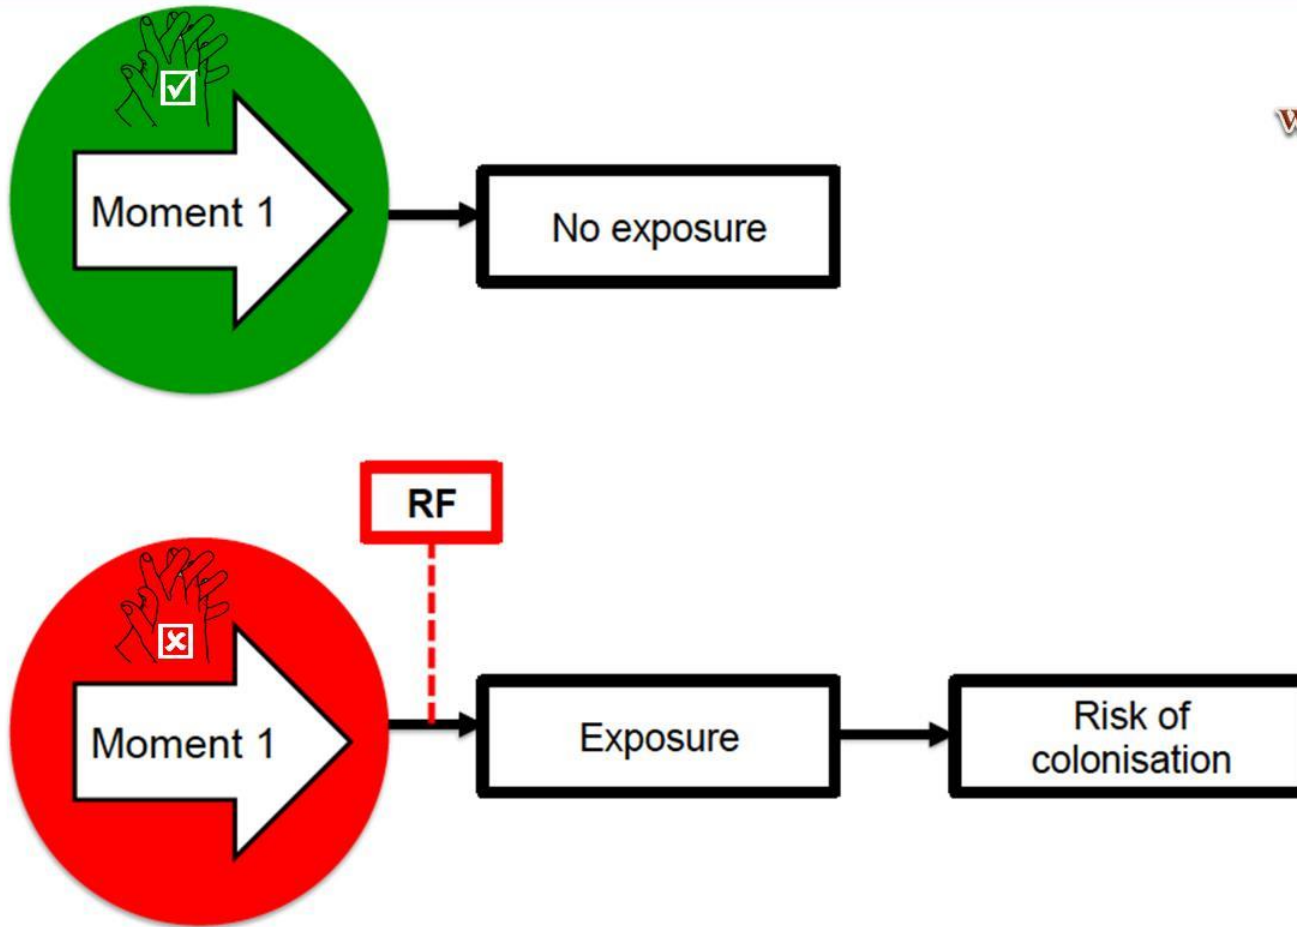 Moment 1
No exposure
RF
Moment 1
Exposure
Risk of
colonisation